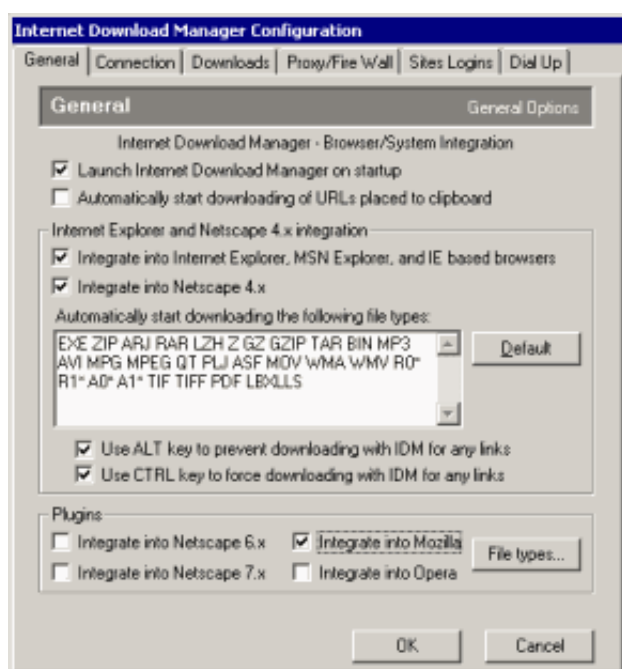 Internet Download Manager Configuration
General Connection Downloads Proxy/Fire Wall Sites Logins Dial Up
General General Options
Internet Download Manager - Browser/System Integration
Launch Internet Download Manager on startup
Automatically start downloading of URLs placed to clipboard
Internet Explorer and Netscape 4.x integration
Integrate into Internet Explorer, MSN Explorer, and IE based browsers
Integrate into Netscape 4.x
Automatically start downloading the following file types:
EXE ZIP ARJ RAR LZH Z GZ GZIP TAR BIN MP3
AVI MPG MPEG QT PLJ ASF MOV WMA WMV R0*
R1* A0* A1* TIF TIFF PDF LBXLLS
Default
Use ALT key to prevent downloading with IDM for any links
Use CTRL key to force downloading with IDM for any links
Plugins
Integrate into Netscape 6.x Integrate into Mozilla
File types...
Integrate into Netscape 7.x Integrate into Opera
OK Cancel